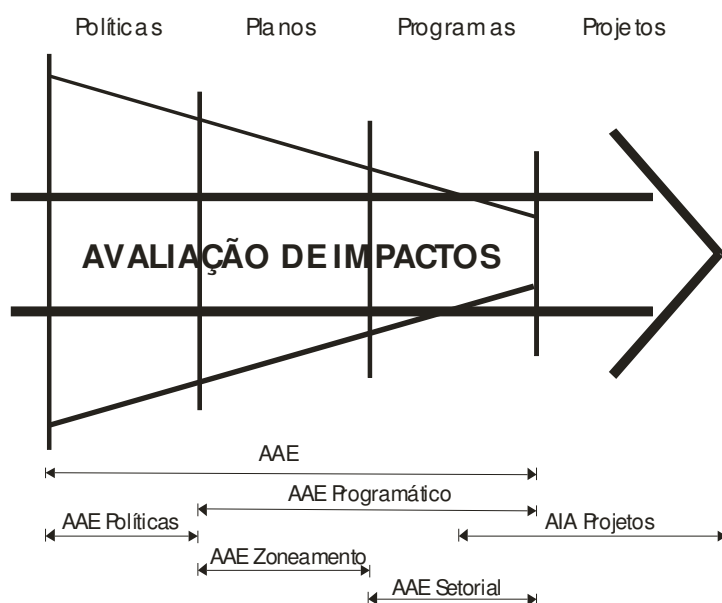 Políticas Planos Programas Projetos
AVALIAÇÃO DE IMPACTOS
AAE
AAE Programático
AAE Políticas AIA Projetos
AAE Zoneamento
AAE Setorial